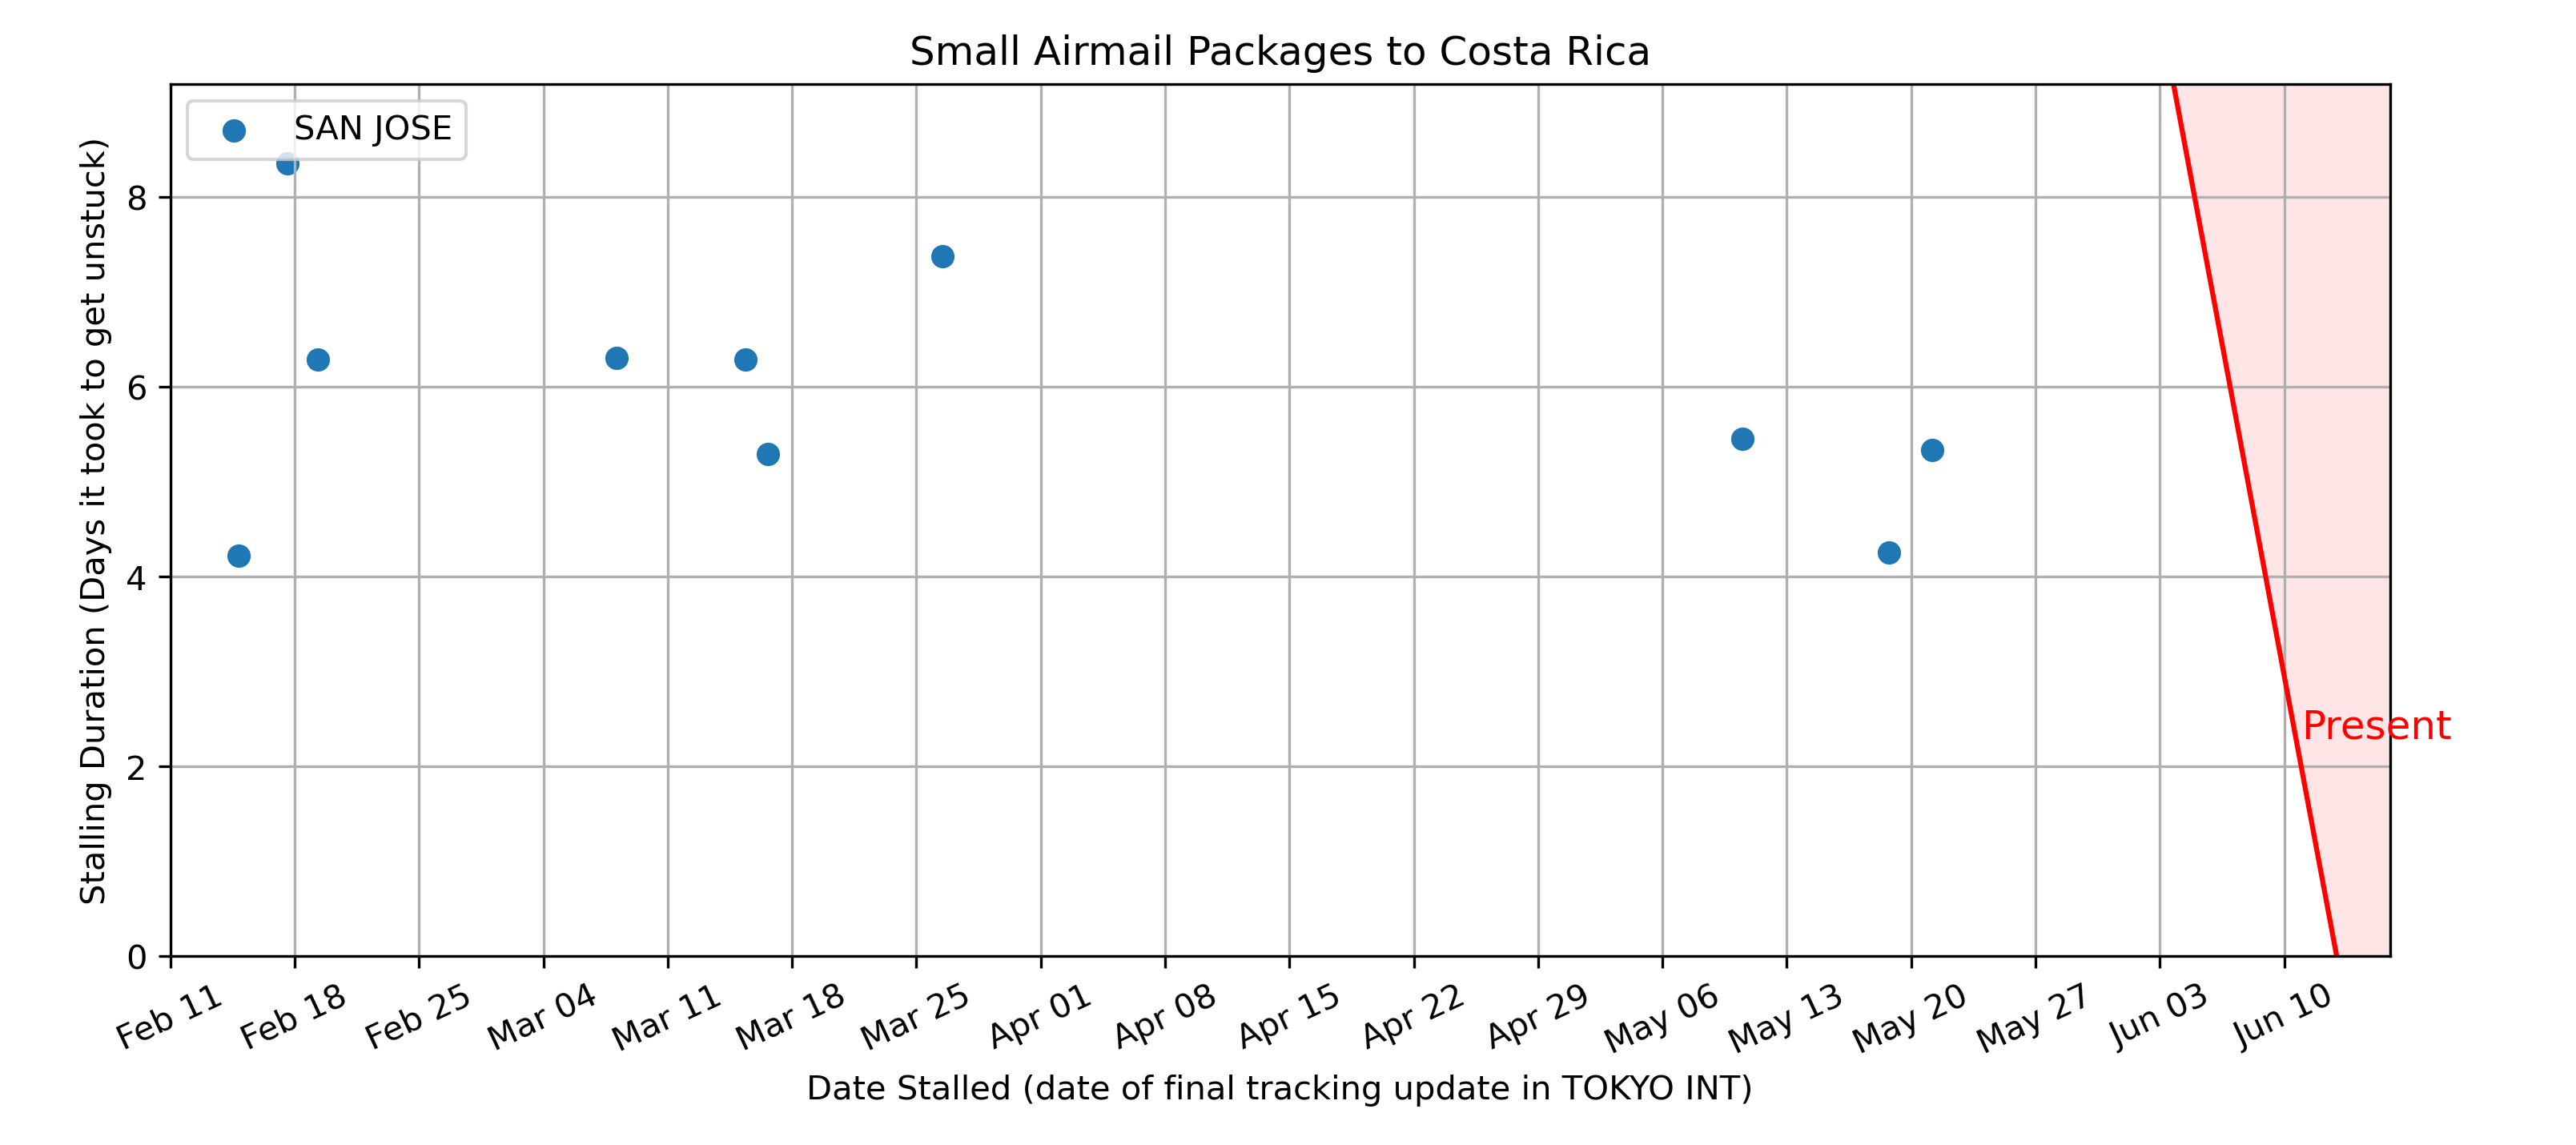 Small Airmail Packages to Costa Rica
SAN JOSE
Stalling Duration (Days it took to get unstuck)
8
6
4
2
0
Present
Feb 11
Feb 18
Feb 25
Mar 04
Mar 11
Mar 18
Mar 25
Apr 01
Apr 08
Apr 15
Apr 22
Apr 29
May 06
May 13
May 20
May 27
Jun 03
Jun 10
Date Stalled (date of final tracking update in TOKYO INT)